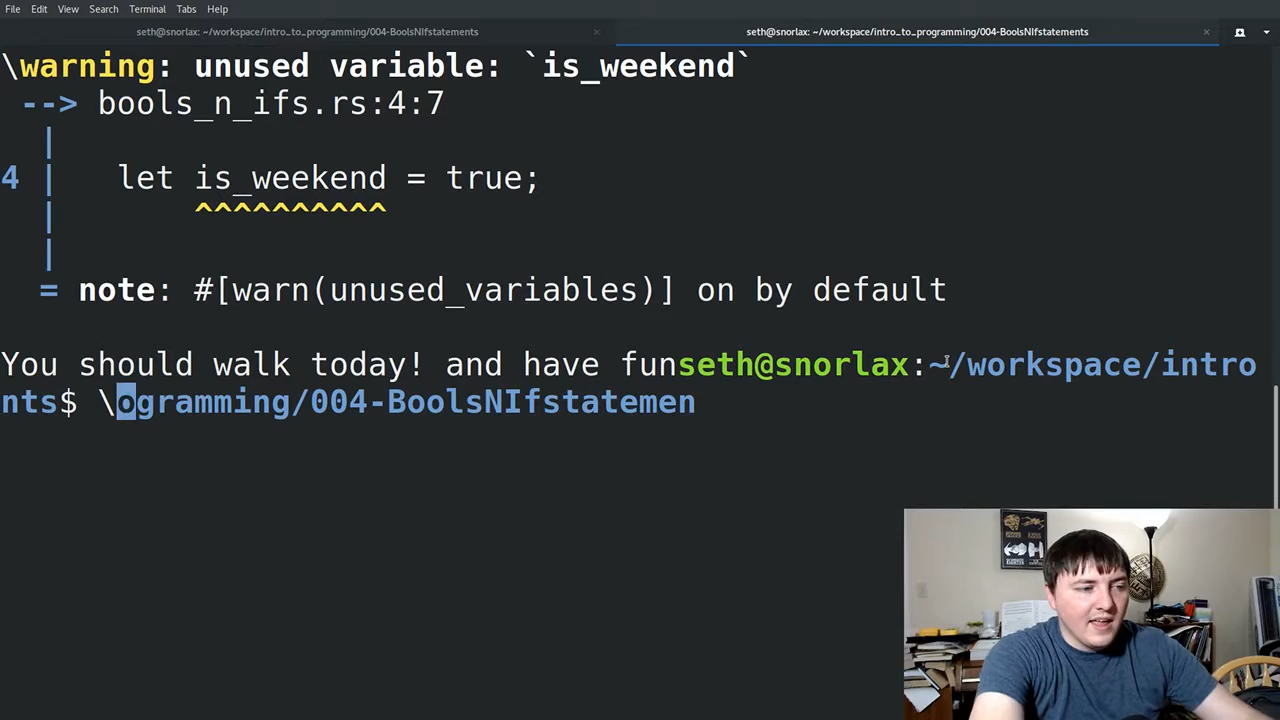 File Edit View Search Terminal Tabs Help
seth@snorlax: ~/workspace/intro_to_programming/004-BoolsNIfstatements
seth@snorlax: ~/workspace/intro_to_programming/004-BoolsNIfstatements
\warning: unused variable: `is_weekend`
--> bools_n_ifs.rs:4:7
|
4 | let is_weekend = true;
| ^^^^^^^^^^
|
= note: #[warn(unused_variables)] on by default
You should walk today! and have funseth@snorlax:~/workspace/intro
nts$ \ogramming/004-BoolsNIfstatemen